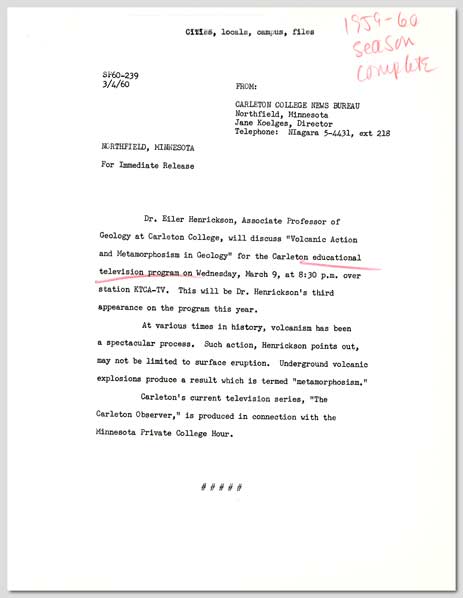 Cities, locals, campus, files
1959-60
season
complete
SP60-239
3/4/60
FROM:
CARLETON COLLEGE NEWS BUREAU
Northfield, Minnesota
Jane Koelges, Director
Telephone: NIagara 5-4431, ext 218
NORTHFIELD, MINNESOTA
For Immediate Release
Dr. Eiler Henrickson, Associate Professor of
Geology at Carleton College, will discuss "Volcanic Action
and Metamorphosism in Geology" for the Carleton educational
television program on Wednesday, March 9, at 8:30 p.m. over
station KTCA-TV. This will be Dr. Henrickson's third
appearance on the program this year.
At various times in history, volcanism has been
a spectacular process. Such action, Henrickson points out,
may not be limited to surface eruption. Underground volcanic
explosions produce a result which is termed "metamorphosism."
Carleton's current television series, "The
Carleton Observer," is produced in connection with the
Minnesota Private College Hour.
# # # # #